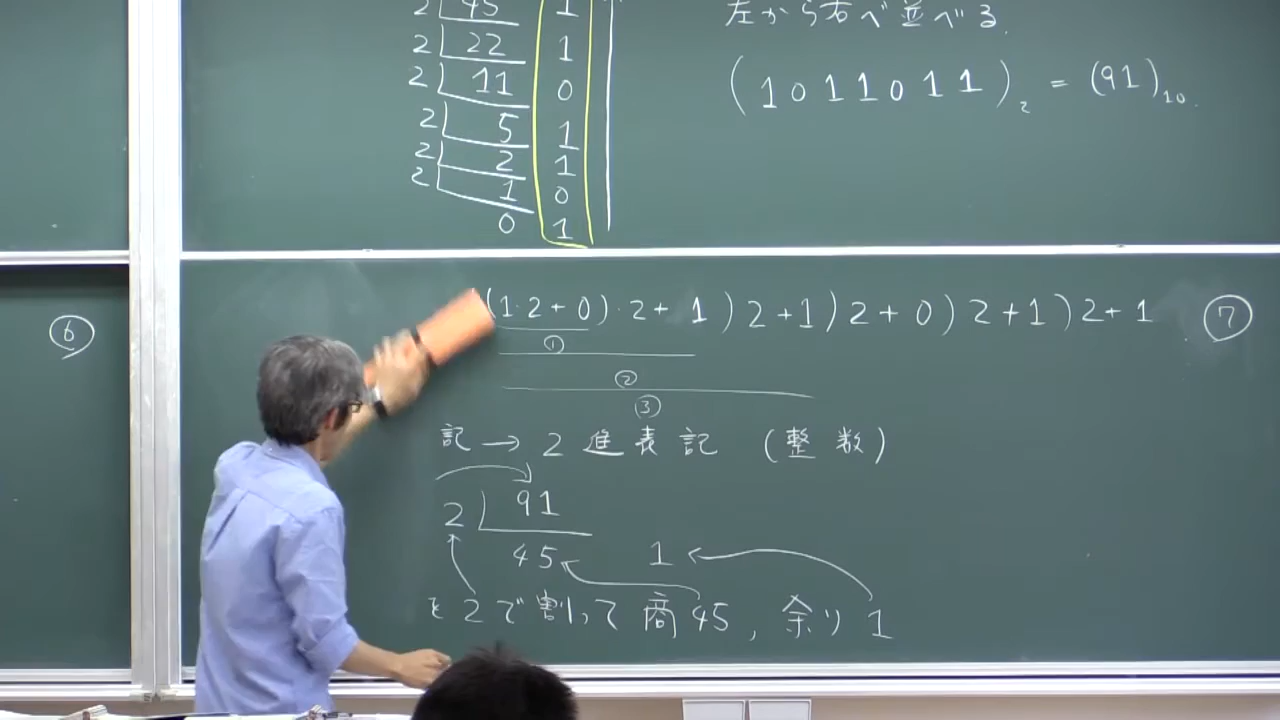 2 45 1
2 22 1
2 11 0
2 5 1
2 2 1
2 1 0
0 1
左から右へ並べる.
(1011011)₂ = (91)₁₀.
⑥
(1·2+0)·2+1)2+1)2+0)2+1)2+1
⑦
①
②
③
記→2進表記 (整数)
2 91
45 1
を2で割って商45, 余り1